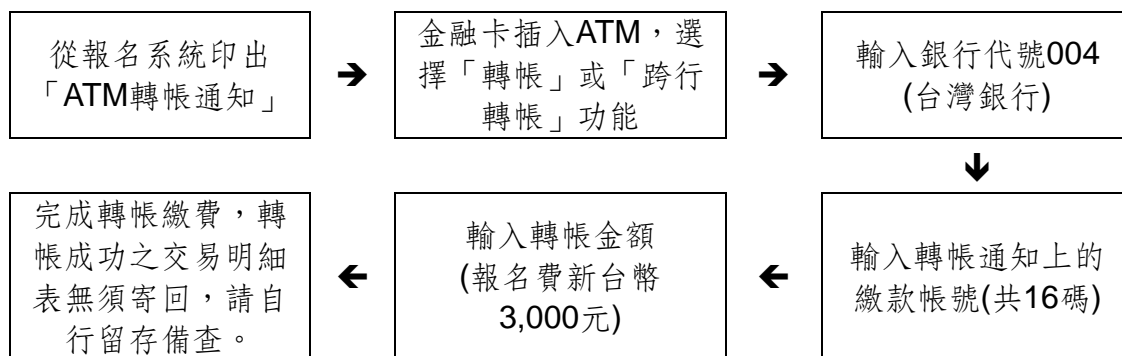 從報名系統印出
「ATM轉帳通知」
金融卡插入ATM，選
擇「轉帳」或「跨行
轉帳」功能
輸入銀行代號004
(台灣銀行)
輸入轉帳通知上的
繳款帳號(共16碼)
輸入轉帳金額
(報名費新台幣
3,000元)
完成轉帳繳費，轉
帳成功之交易明細
表無須寄回，請自
行留存備查。